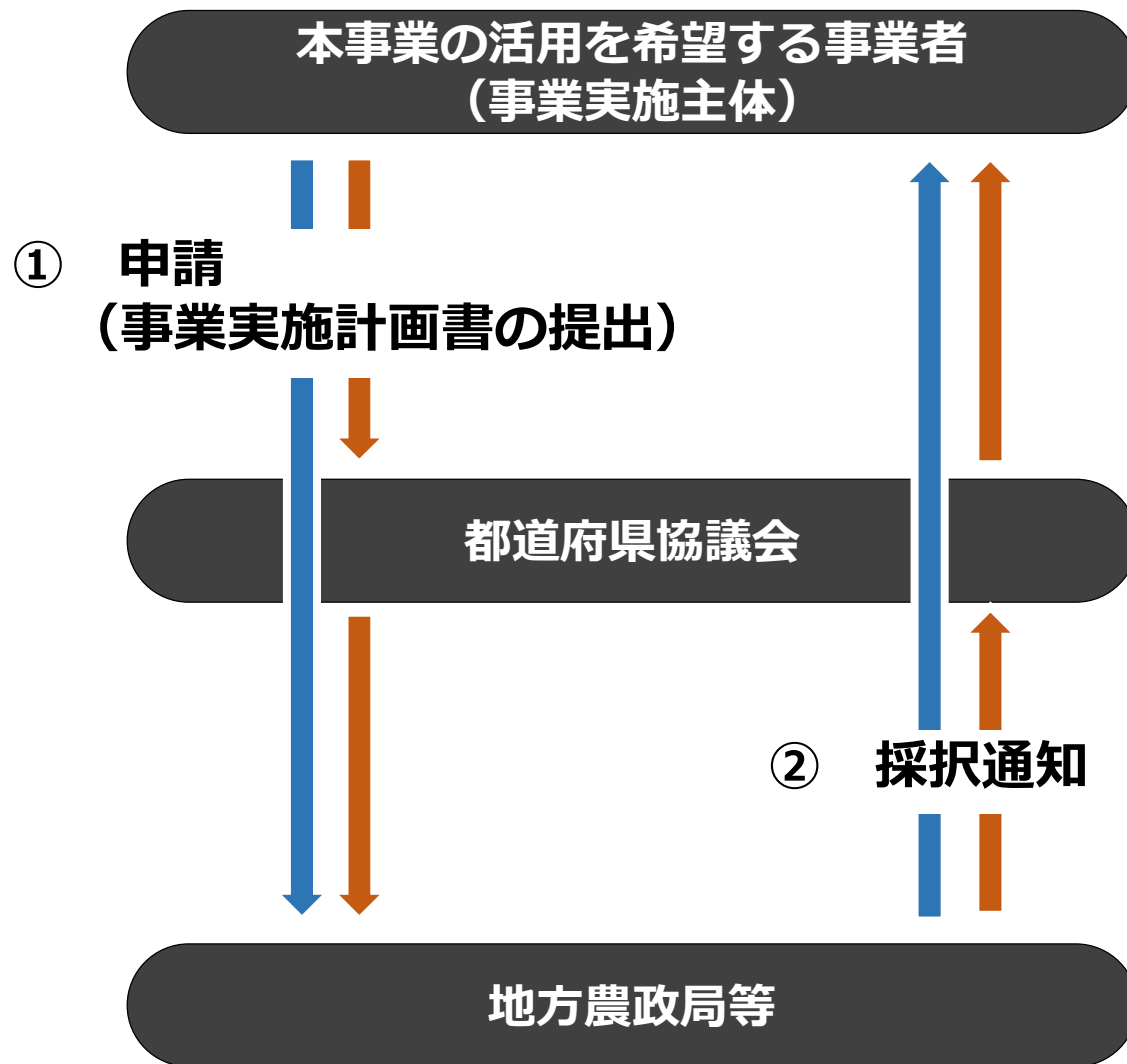 本事業の活用を希望する事業者
（事業実施主体）
①　申請
（事業実施計画書の提出）
都道府県協議会
②　採択通知
地方農政局等